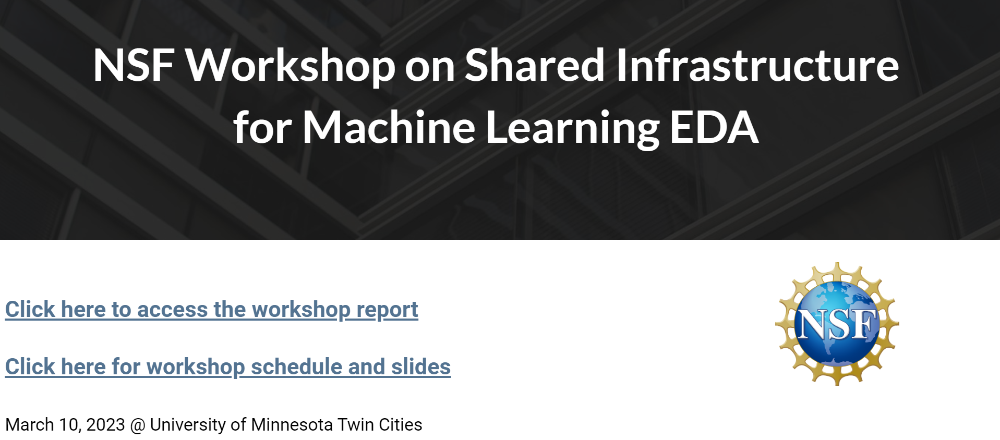 NSF Workshop on Shared Infrastructure
for Machine Learning EDA
NSF
Click here to access the workshop report
Click here for workshop schedule and slides
March 10, 2023 @ University of Minnesota Twin Cities